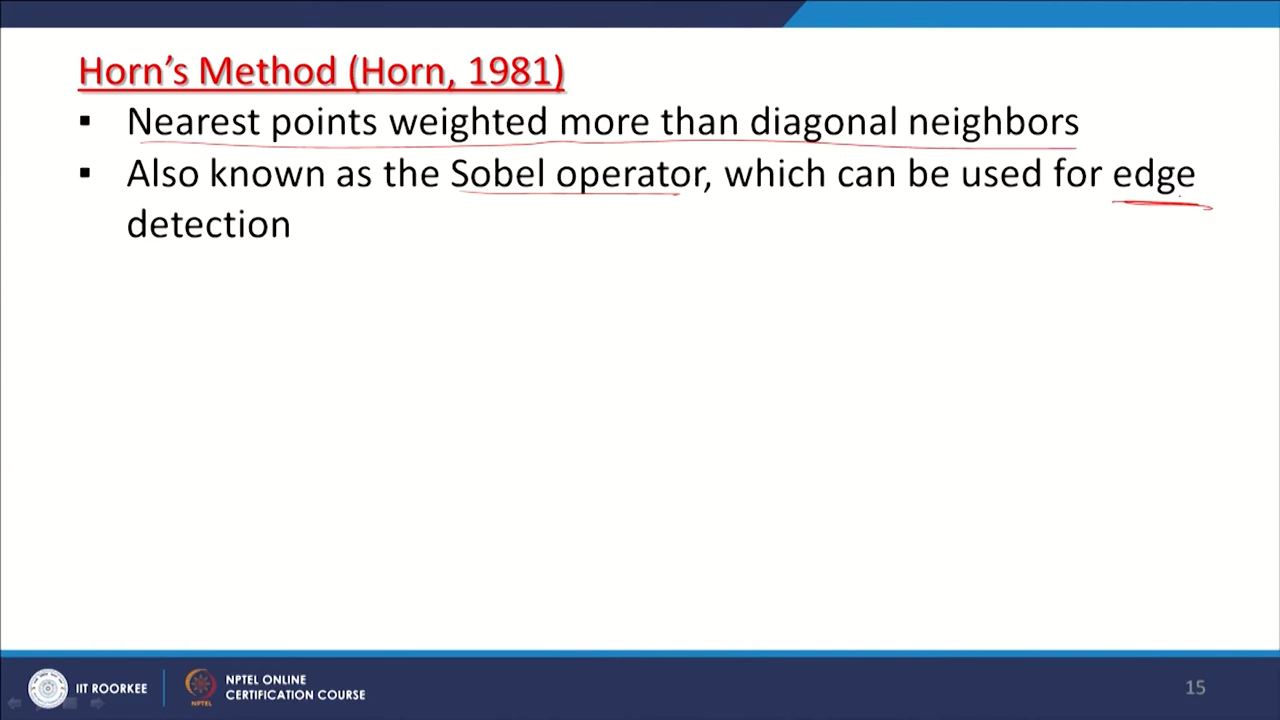 Horn's Method (Horn, 1981)
▪ Nearest points weighted more than diagonal neighbors
▪ Also known as the Sobel operator, which can be used for edge
detection
IIT ROORKEE
NPTEL
NPTEL ONLINE
CERTIFICATION COURSE
15